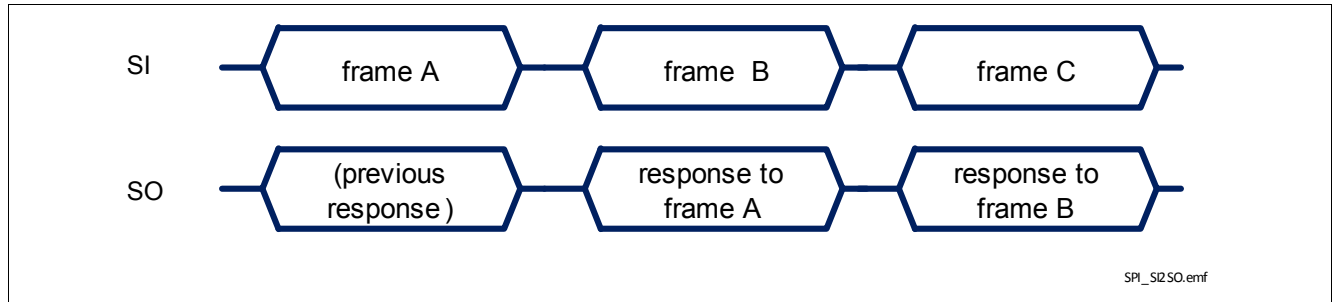 SI
frame A
frame B
frame C
SO
(previous
response)
response to
frame A
response to
frame B
SPI_SI2SO.emf